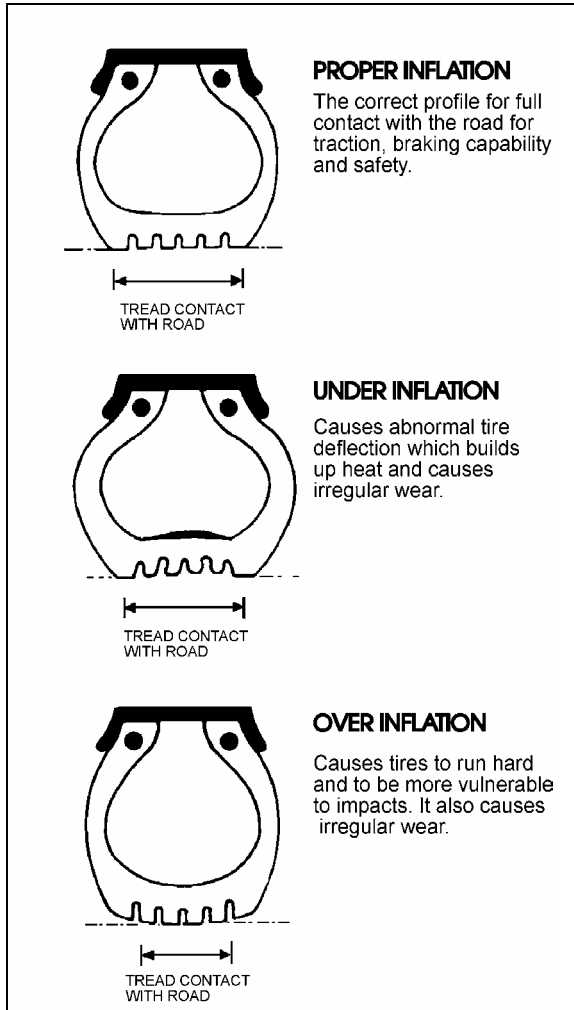 PROPER INFLATION
The correct profile for full
contact with the road for
traction, braking capability
and safety.
TREAD CONTACT
WITH ROAD
UNDER INFLATION
Causes abnormal tire
deflection which builds
up heat and causes
irregular wear.
TREAD CONTACT
WITH ROAD
OVER INFLATION
Causes tires to run hard
and to be more vulnerable
to impacts. It also causes
irregular wear.
TREAD CONTACT
WITH ROAD